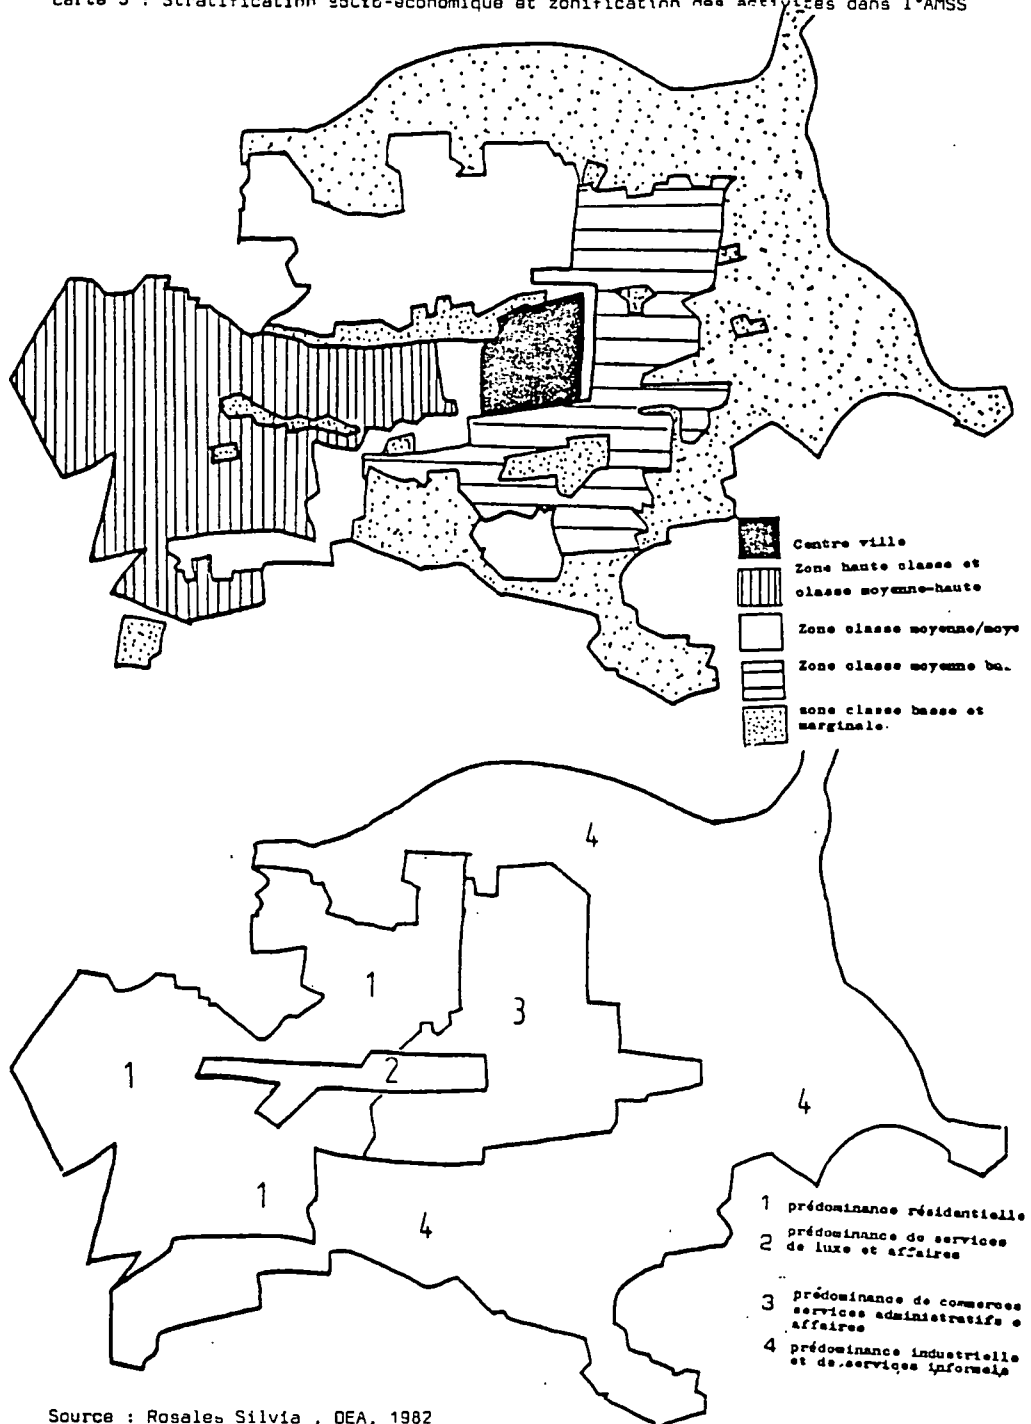 Carte 3 : Stratification socio-économique et zonification des activités dans l'AMSS
Centre ville
Zone haute classe et
classe moyenne-haute
Zone classe moyenne/moye
Zone classe moyenne ba
zone classe basse et
marginale
4
1
3
1
2
4
1
4
1 prédominance résidentielle
2 prédominance de services
de luxe et affaires
3 prédominance de commerces
services administratifs e
affaires
4 prédominance industrielle
et de services informels
Source : Rosales Silvia , DEA, 1982